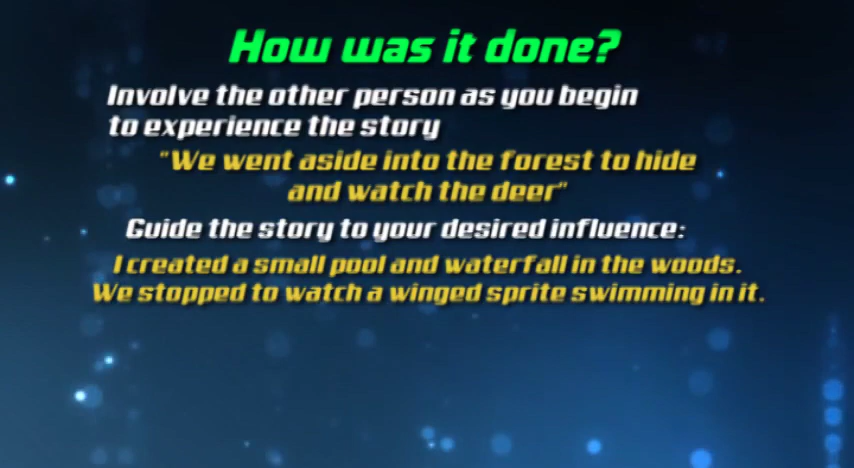 How was it done?
Involve the other person as you begin
to experience the story
"We went aside into the forest to hide
and watch the deer"
Guide the story to your desired influence:
I created a small pool and waterfall in the woods.
We stopped to watch a winged sprite swimming in it.